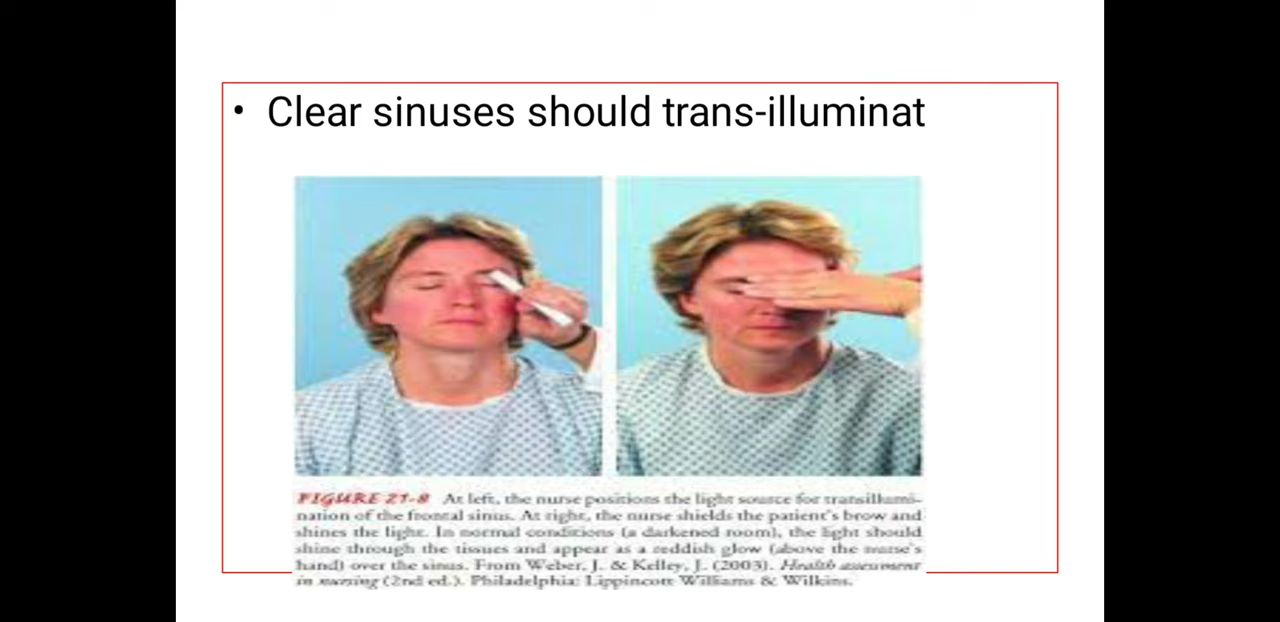 • Clear sinuses should trans-illuminat
FIGURE 21-8 At left, the nurse positions the light source for transillumi-
nation of the frontal sinus. At right, the nurse shields the patient's brow and
shines the light. In normal conditions (a darkened room), the light should
shine through the tissues and appear as a reddish glow (above the nurse's
hand) over the sinus. From Weber, J. & Kelley, J. (2003). Health assessment
in nursing (2nd ed.). Philadelphia: Lippincott Williams & Wilkins.